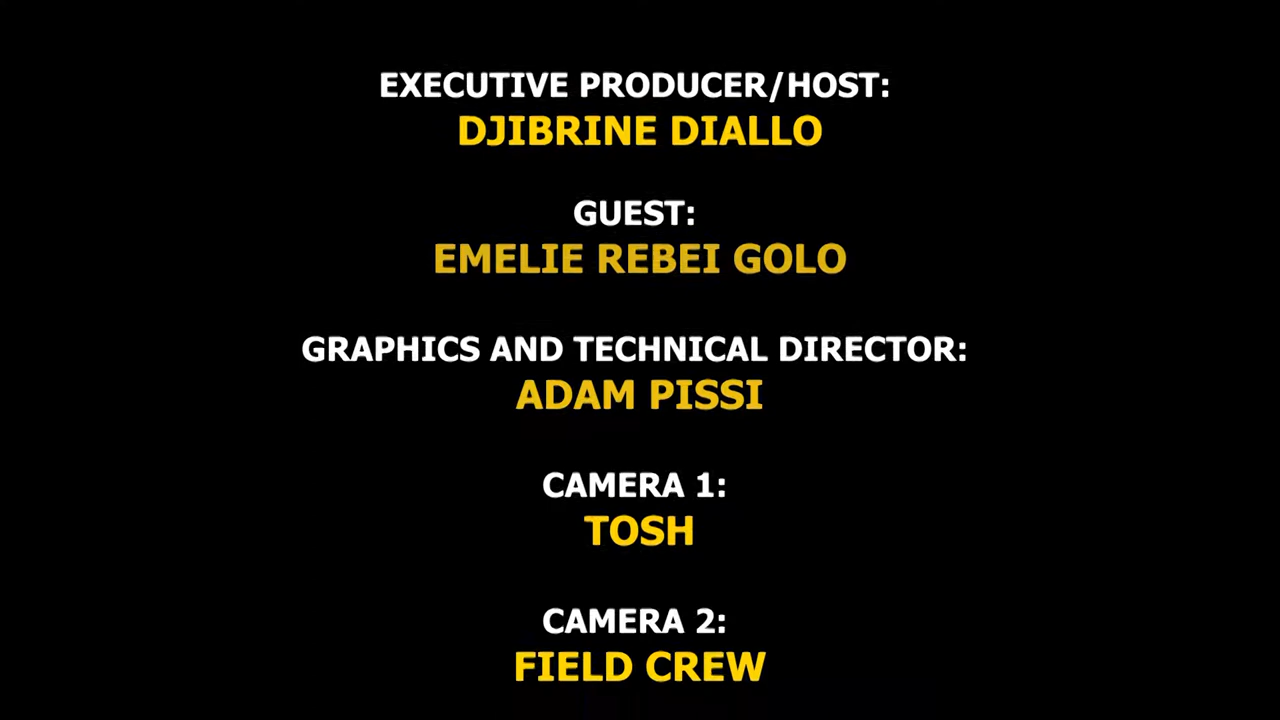 EXECUTIVE PRODUCER/HOST:
DJIBRINE DIALLO
GUEST:
EMELIE REBEI GOLO
GRAPHICS AND TECHNICAL DIRECTOR:
ADAM PISSI
CAMERA 1:
TOSH
CAMERA 2:
FIELD CREW